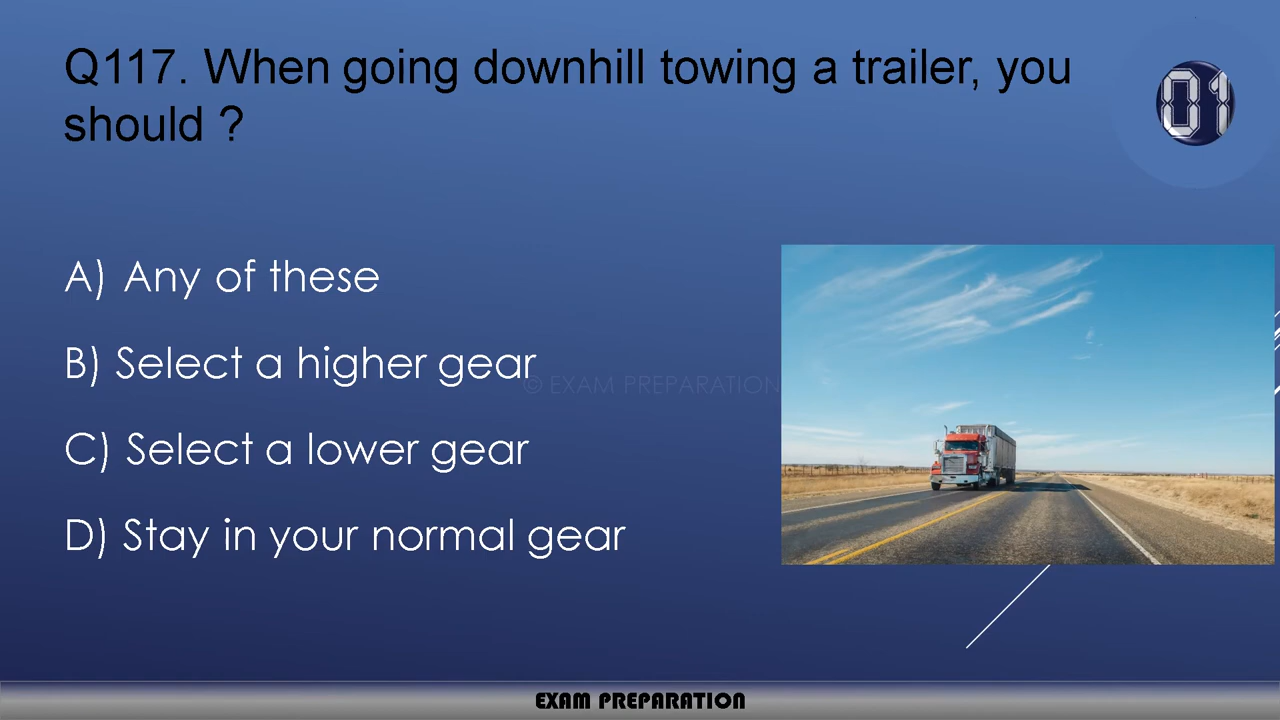 Q117. When going downhill towing a trailer, you
should ?
01
A) Any of these
B) Select a higher gear
© EXAM PREPARATION
C) Select a lower gear
D) Stay in your normal gear
EXAM PREPARATION